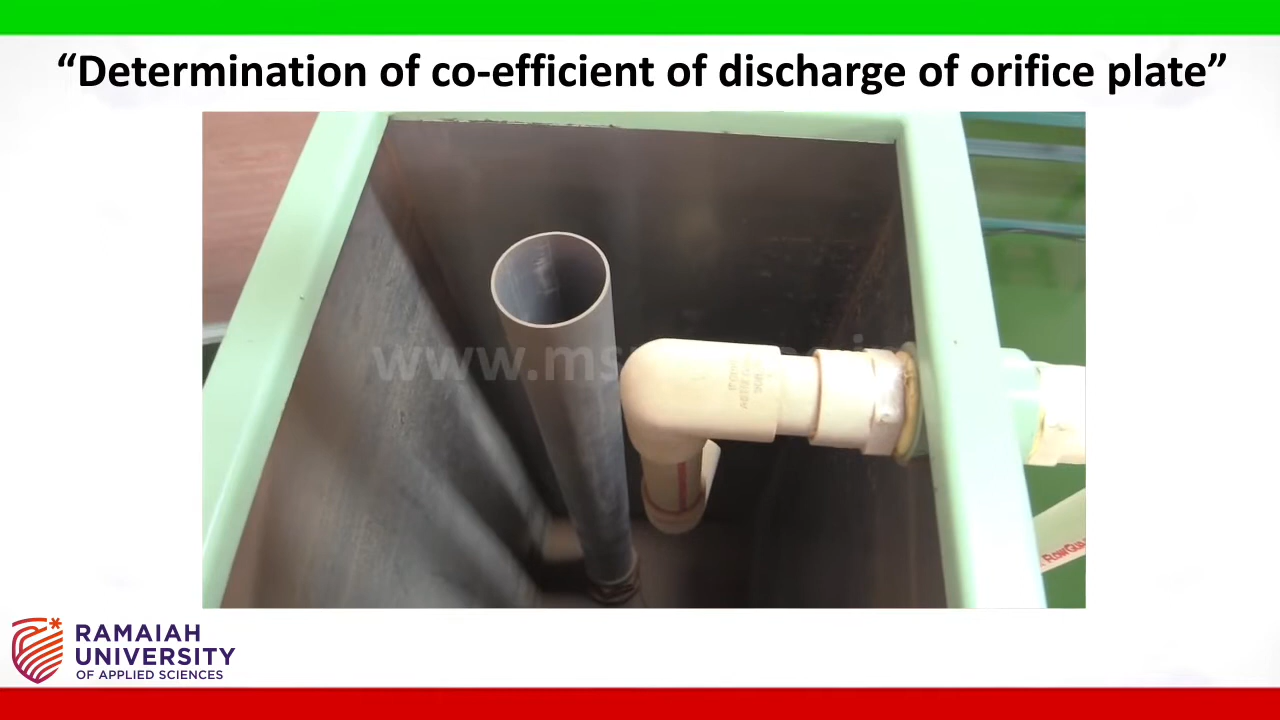 “Determination of co-efficient of discharge of orifice plate”
RAMAIAH
UNIVERSITY
OF APPLIED SCIENCES